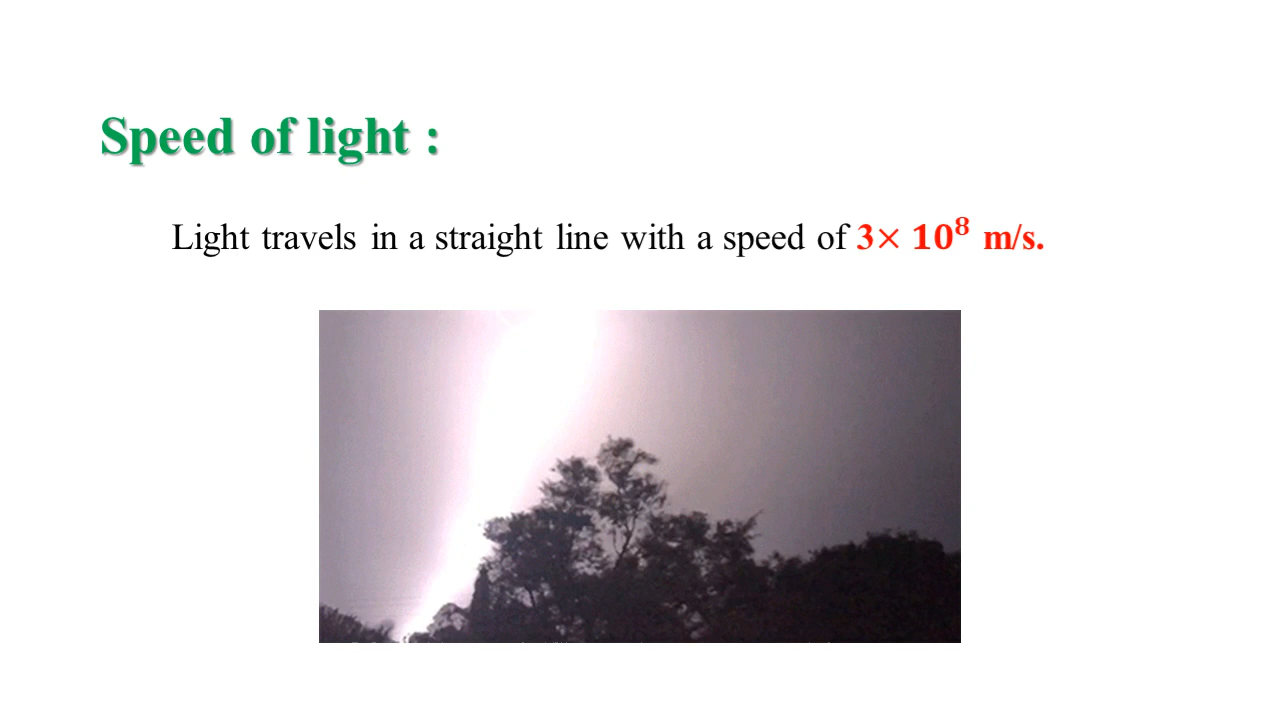 Speed of light :
Light travels in a straight line with a speed of 3× 10⁸ m/s.